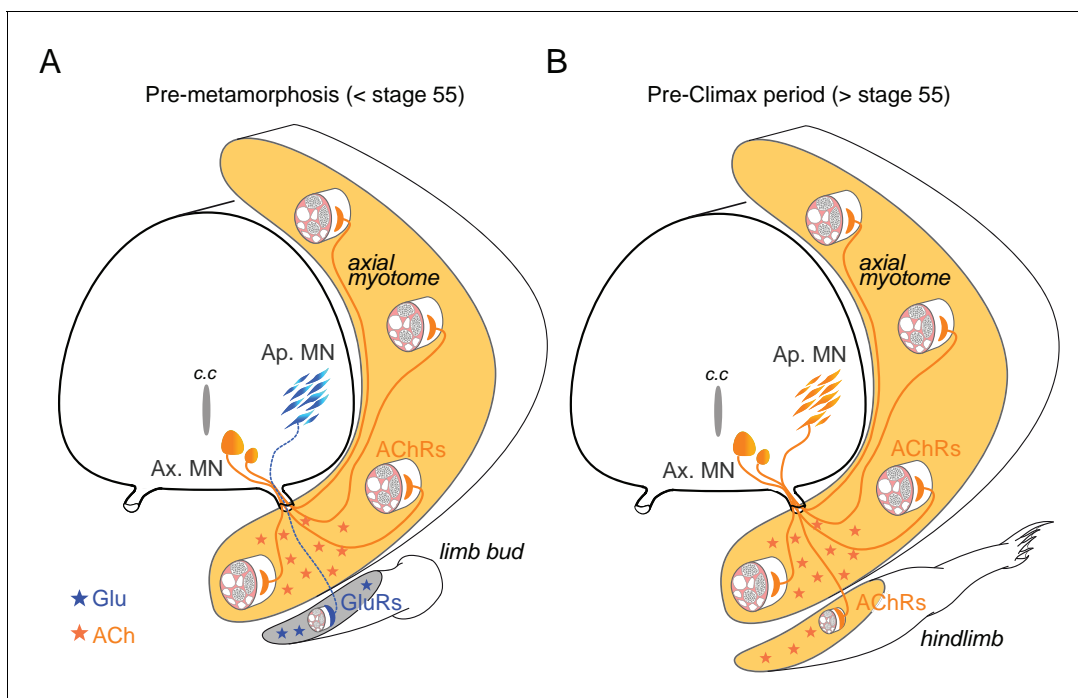 A
Pre-metamorphosis (< stage 55)
axial
myotome
Ap. MN
c.c
Ax. MN
AChRs
limb bud
GluRs
Glu
ACh
B
Pre-Climax period (> stage 55)
axial
myotome
Ap. MN
c.c
Ax. MN
AChRs
AChRs
hindlimb